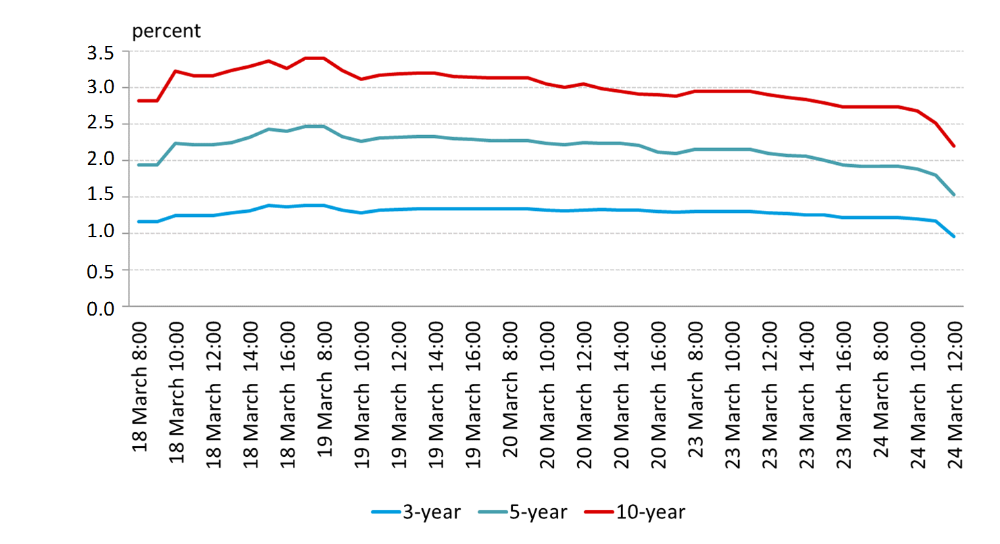 percent
3.5
3.0
2.5
2.0
1.5
1.0
0.5
0.0
18 March 8:00
18 March 10:00
18 March 12:00
18 March 14:00
18 March 16:00
19 March 8:00
19 March 10:00
19 March 12:00
19 March 14:00
19 March 16:00
20 March 8:00
20 March 10:00
20 March 12:00
20 March 14:00
20 March 16:00
23 March 8:00
23 March 10:00
23 March 12:00
23 March 14:00
23 March 16:00
24 March 8:00
24 March 10:00
24 March 12:00
3-year 5-year 10-year